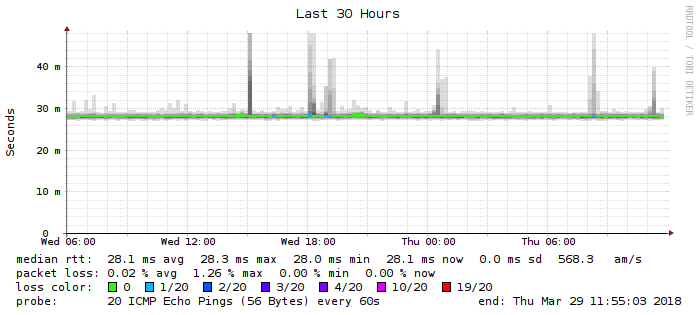 Last 30 Hours
RRDTOOL / TOBI OETIKER
Seconds
40 m
30 m
20 m
10 m
0
Wed 06:00 Wed 12:00 Wed 18:00 Thu 00:00 Thu 06:00
median rtt: 28.1 ms avg 28.3 ms max 28.0 ms min 28.1 ms now 0.0 ms sd 568.3 am/s
packet loss: 0.02 % avg 1.26 % max 0.00 % min 0.00 % now
loss color: 0 1/20 2/20 3/20 4/20 10/20 19/20
probe: 20 ICMP Echo Pings (56 Bytes) every 60s end: Thu Mar 29 11:55:03 2018